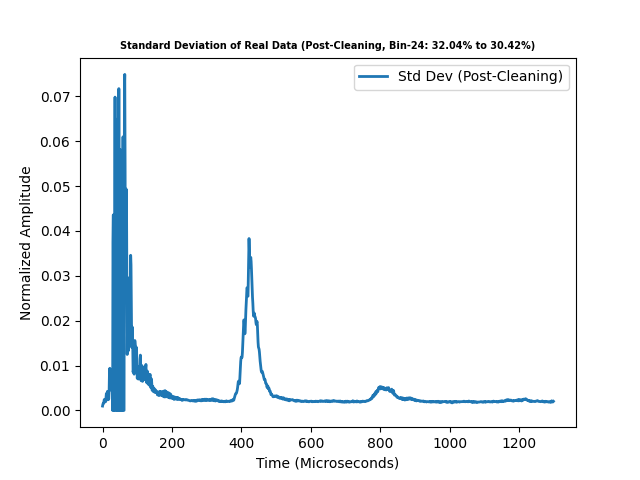 Standard Deviation of Real Data (Post-Cleaning, Bin-24: 32.04% to 30.42%)
Std Dev (Post-Cleaning)
0.07
0.06
0.05
0.04
0.03
0.02
0.01
0.00
Normalized Amplitude
0 200 400 600 800 1000 1200
Time (Microseconds)